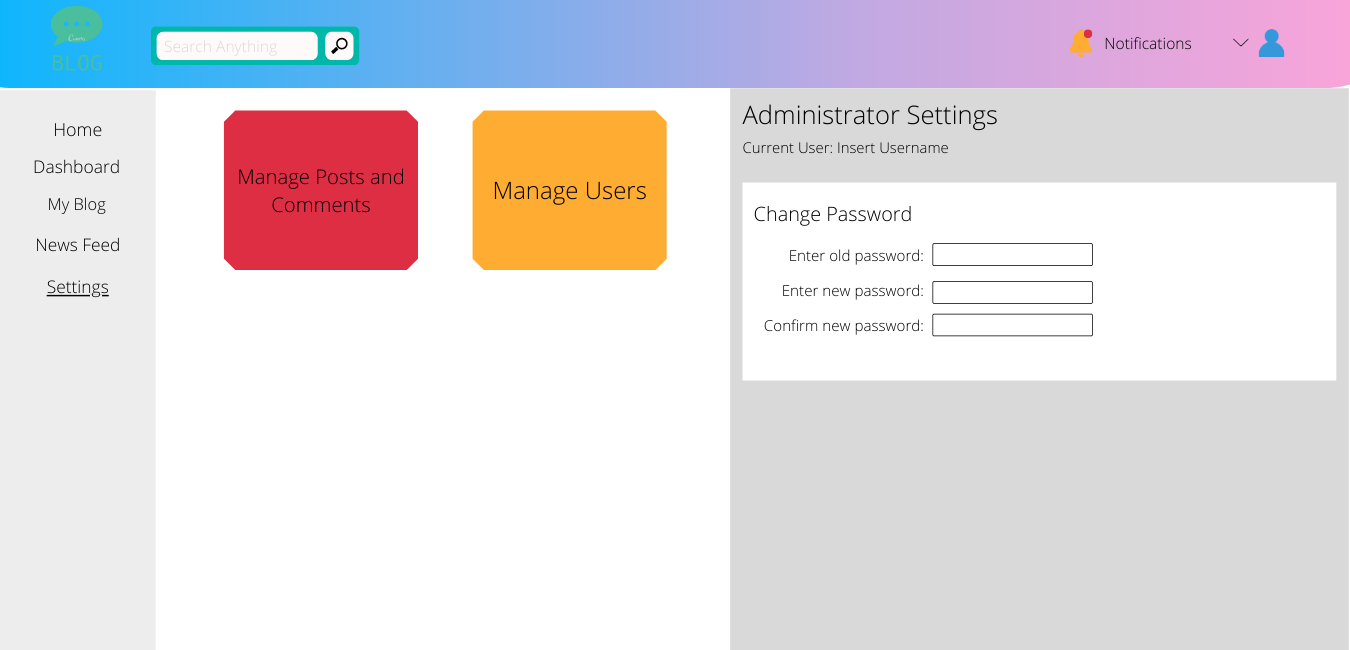 BLOG
Search Anything
Notifications
Home
Dashboard
My Blog
News Feed
Settings
Manage Posts and
Comments
Manage Users
Administrator Settings
Current User: Insert Username
Change Password
Enter old password:
Enter new password:
Confirm new password: